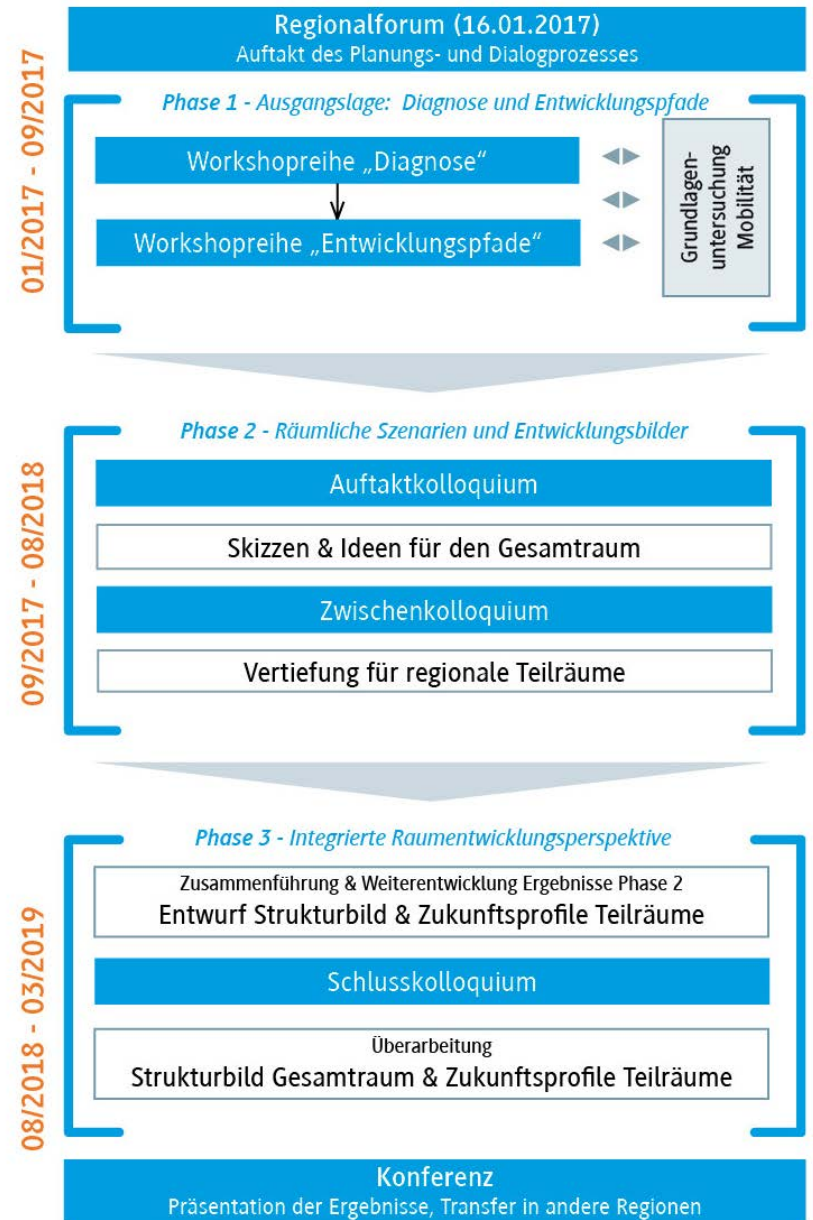 Regionalforum (16.01.2017)
Auftakt des Planungs- und Dialogprozesses
01/2017 - 09/2017
Phase 1 - Ausgangslage: Diagnose und Entwicklungspfade
Workshopreihe „Diagnose“
Workshopreihe „Entwicklungspfade“
Grundlagen-
untersuchung
Mobilität
09/2017 - 08/2018
Phase 2 - Räumliche Szenarien und Entwicklungsbilder
Auftaktkolloquium
Skizzen & Ideen für den Gesamtraum
Zwischenkolloquium
Vertiefung für regionale Teilräume
08/2018 - 03/2019
Phase 3 - Integrierte Raumentwicklungsperspektive
Zusammenführung & Weiterentwicklung Ergebnisse Phase 2
Entwurf Strukturbild & Zukunftsprofile Teilräume
Schlusskolloquium
Überarbeitung
Strukturbild Gesamtraum & Zukunftsprofile Teilräume
Konferenz
Präsentation der Ergebnisse, Transfer in andere Regionen